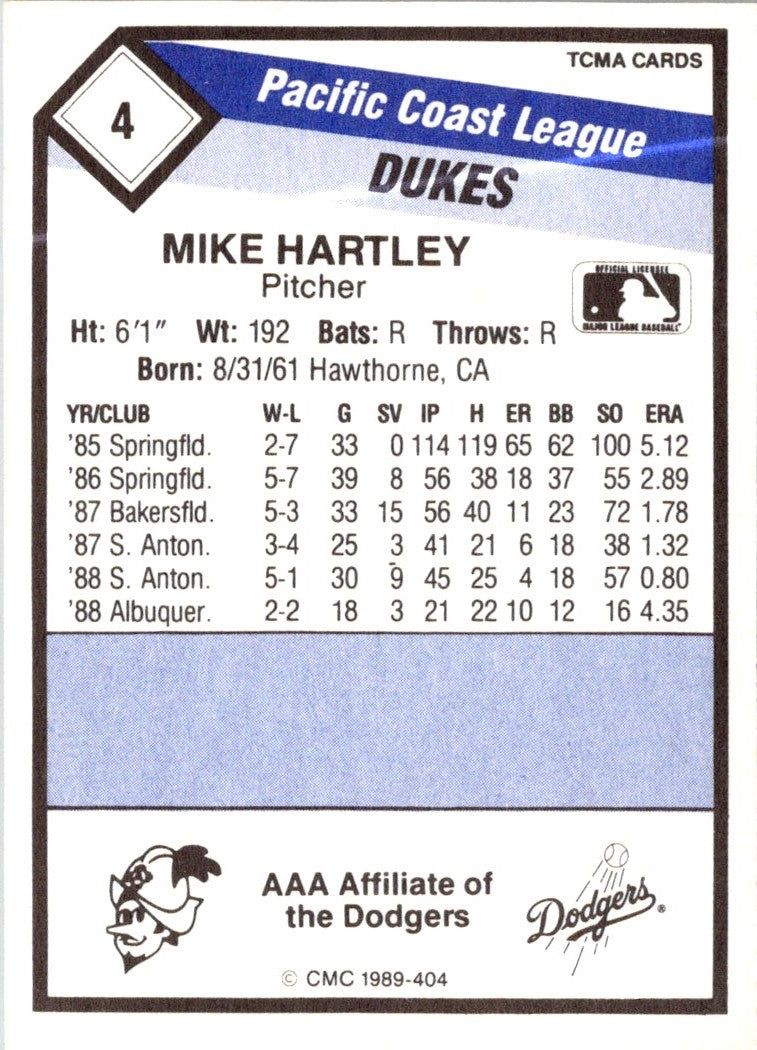 TCMA CARDS
4
Pacific Coast League
DUKES
MIKE HARTLEY
Pitcher
OFFICIAL LICENSEE
MAJOR LEAGUE BASEBALL
Ht: 6'1" Wt: 192 Bats: R Throws: R
Born: 8/31/61 Hawthorne, CA
YR/CLUB W-L G SV IP H ER BB SO ERA
'85 Springfld. 2-7 33 0 114 119 65 62 100 5.12
'86 Springfld. 5-7 39 8 56 38 18 37 55 2.89
'87 Bakersfld. 5-3 33 15 56 40 11 23 72 1.78
'87 S. Anton. 3-4 25 3 41 21 6 18 38 1.32
'88 S. Anton. 5-1 30 9 45 25 4 18 57 0.80
'88 Albuquer. 2-2 18 3 21 22 10 12 16 4.35
AAA Affiliate of
the Dodgers
Dodgers®
© CMC 1989-404